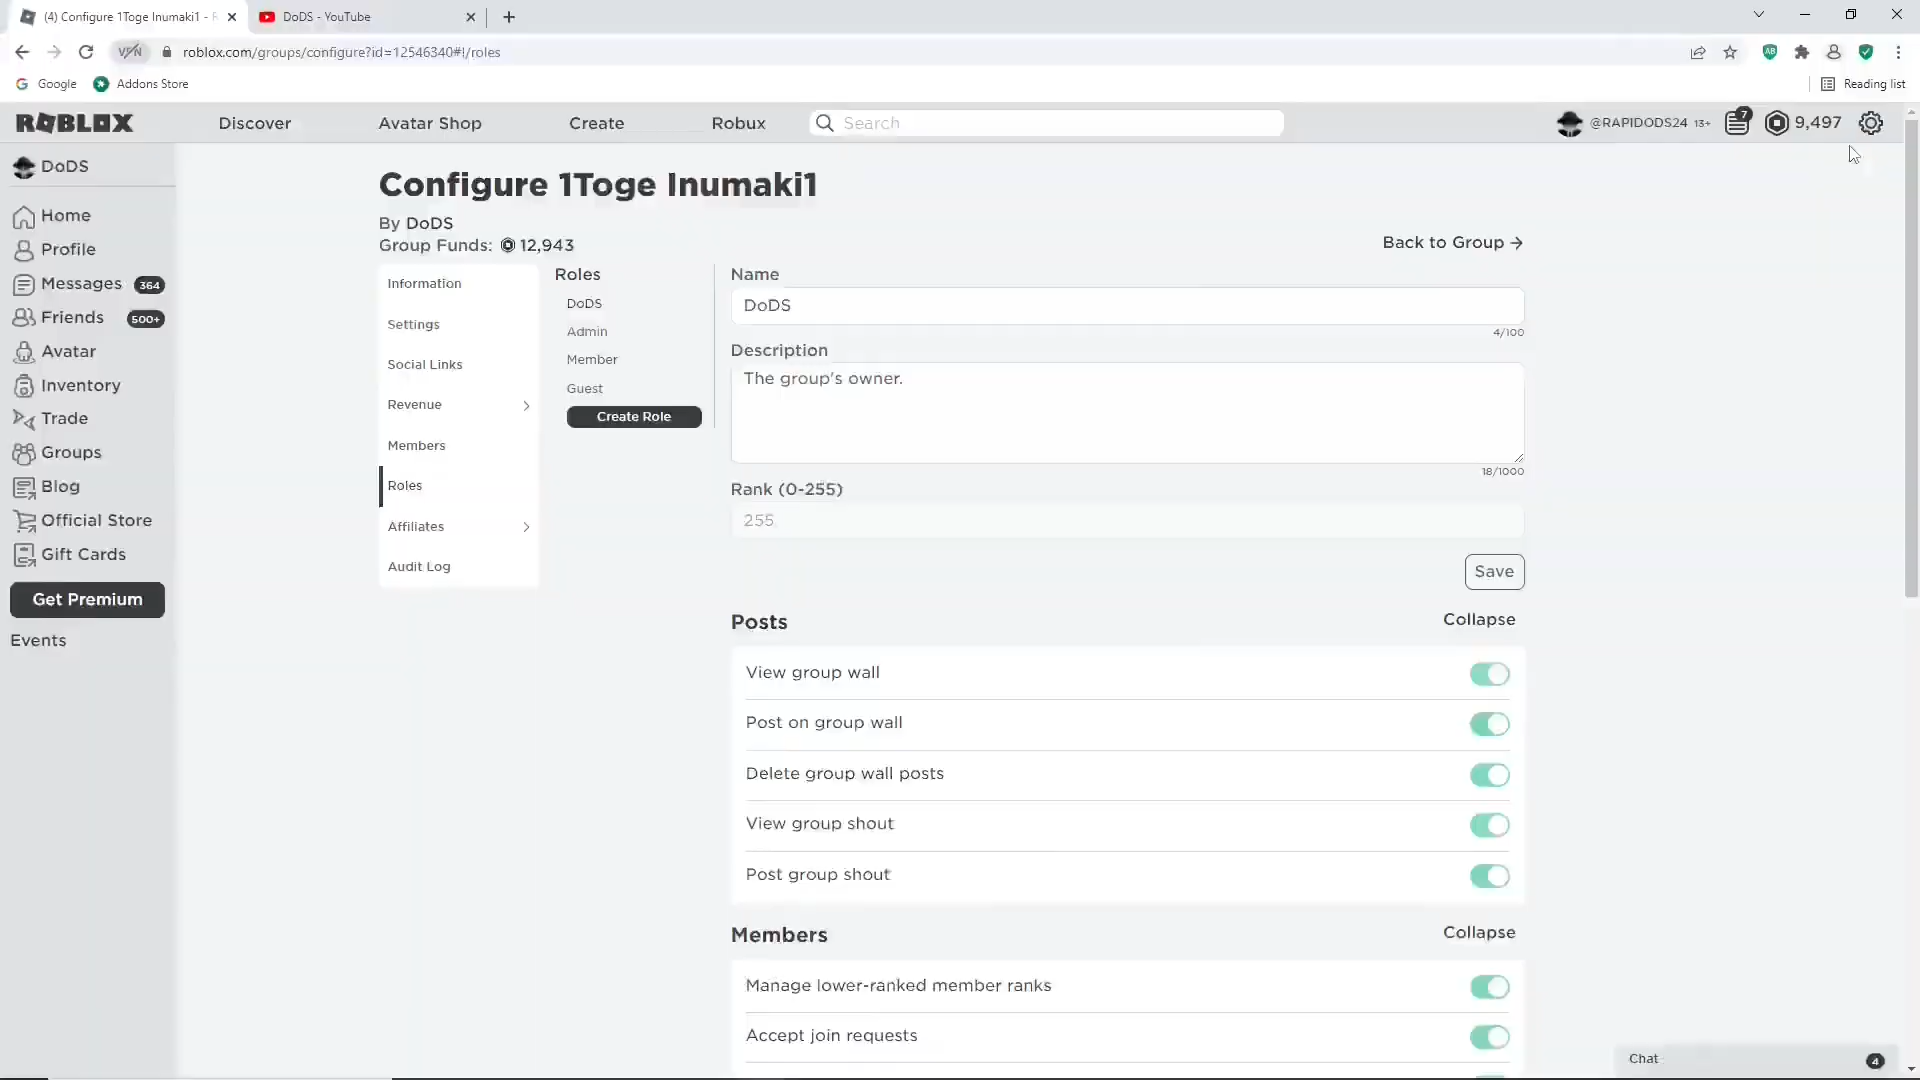 (4) Configure 1Toge Inumaki1 - R
DoDS - YouTube
VPN
roblox.com/groups/configure?id=12546340#!/roles
Google
Addons Store
Reading list
ROBLOX
Discover
Avatar Shop
Create
Robux
Search
@RAPIDODS24 13+
7
9,497
DoDS
Home
Profile
Messages 364
Friends 500+
Avatar
Inventory
Trade
Groups
Blog
Official Store
Gift Cards
Get Premium
Events
Configure 1Toge Inumaki1
By DoDS
Group Funds: 12,943
Back to Group →
Information
Settings
Social Links
Revenue
Members
Roles
Affiliates
Audit Log
Roles
DoDS
Admin
Member
Guest
Create Role
Name
DoDS
4/100
Description
The group's owner.
18/1000
Rank (0-255)
255
Save
Posts
Collapse
View group wall
Post on group wall
Delete group wall posts
View group shout
Post group shout
Members
Collapse
Manage lower-ranked member ranks
Accept join requests
Chat
4